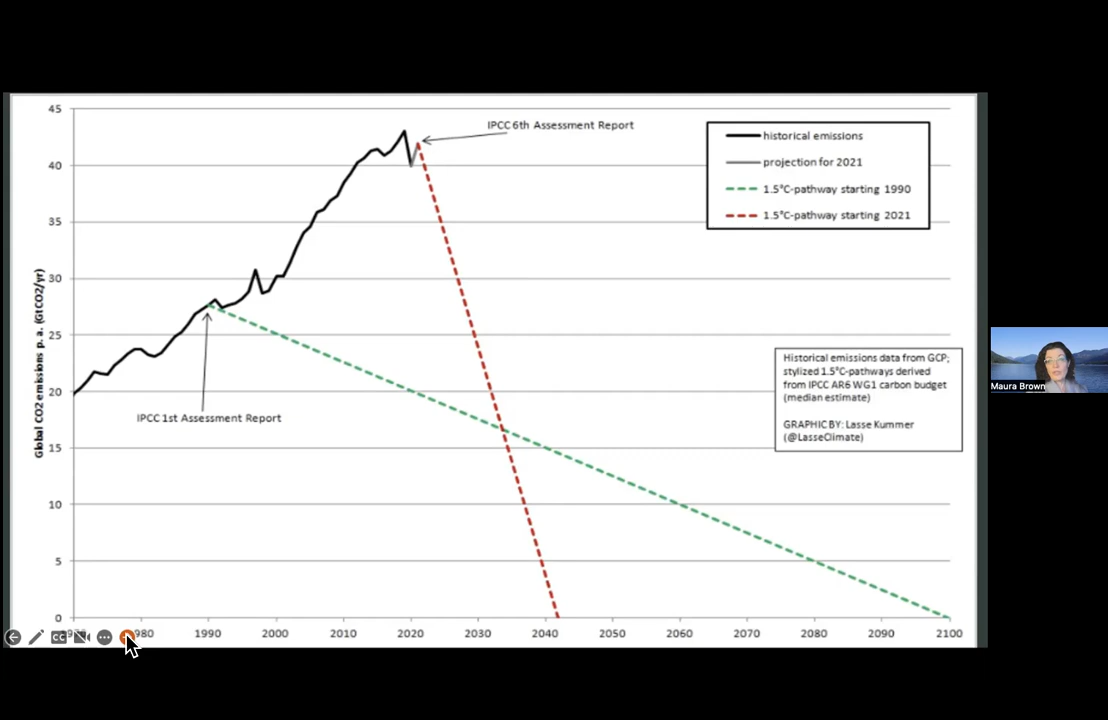 45
40
35
30
25
20
15
10
5
0
Global CO2 emissions p. a. (GtCO2/yr)
IPCC 6th Assessment Report
IPCC 1st Assessment Report
historical emissions
projection for 2021
1.5°C-pathway starting 1990
1.5°C-pathway starting 2021
Historical emissions data from GCP;
stylized 1.5°C-pathways derived
from IPCC AR6 WG1 carbon budget
(median estimate)
GRAPHIC BY: Lasse Kummer
(@LasseClimate)
Maura Brown
CC
1990 2000 2010 2020 2030 2040 2050 2060 2070 2080 2090 2100